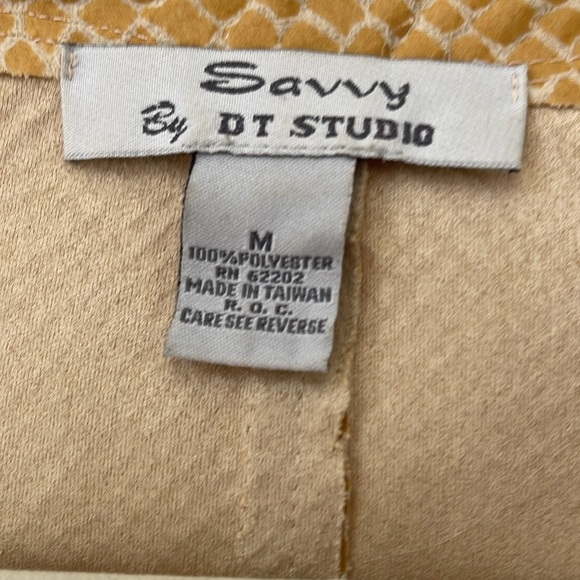 Savvy
By DT STUDIO
M
100%POLYESTER
RN 62202
MADE IN TAIWAN
R. O. C.
CARE SEE REVERSE